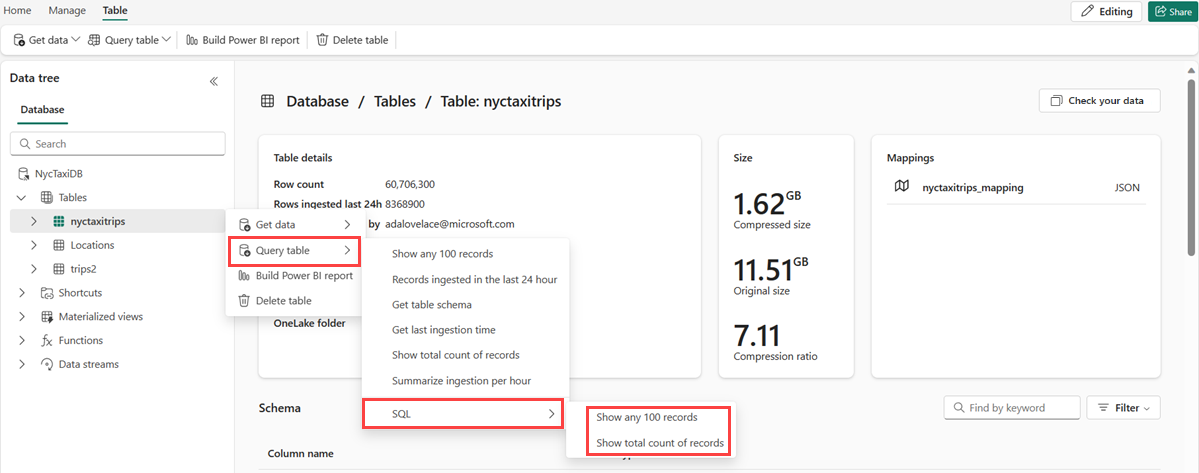 Home Manage Table Editing Share
Get data Query table Build Power BI report Delete table
Data tree
Database
Search
NycTaxiDB
Tables
nyctaxitrips
Locations
trips2
Shortcuts
Materialized views
Functions
Data streams
Database / Tables / Table: nyctaxitrips
Check your data
Table details
Row count 60,706,300
Rows ingested last 24h 8368900
by adalovelace@microsoft.com
OneLake folder
Get data
Query table
Build Power BI report
Delete table
Show any 100 records
Records ingested in the last 24 hour
Get table schema
Get last ingestion time
Show total count of records
Summarize ingestion per hour
SQL
Show any 100 records
Show total count of records
Size
1.62 GB
Compressed size
11.51 GB
Original size
7.11
Compression ratio
Mappings
nyctaxitrips_mapping JSON
Schema
Find by keyword Filter
Column name